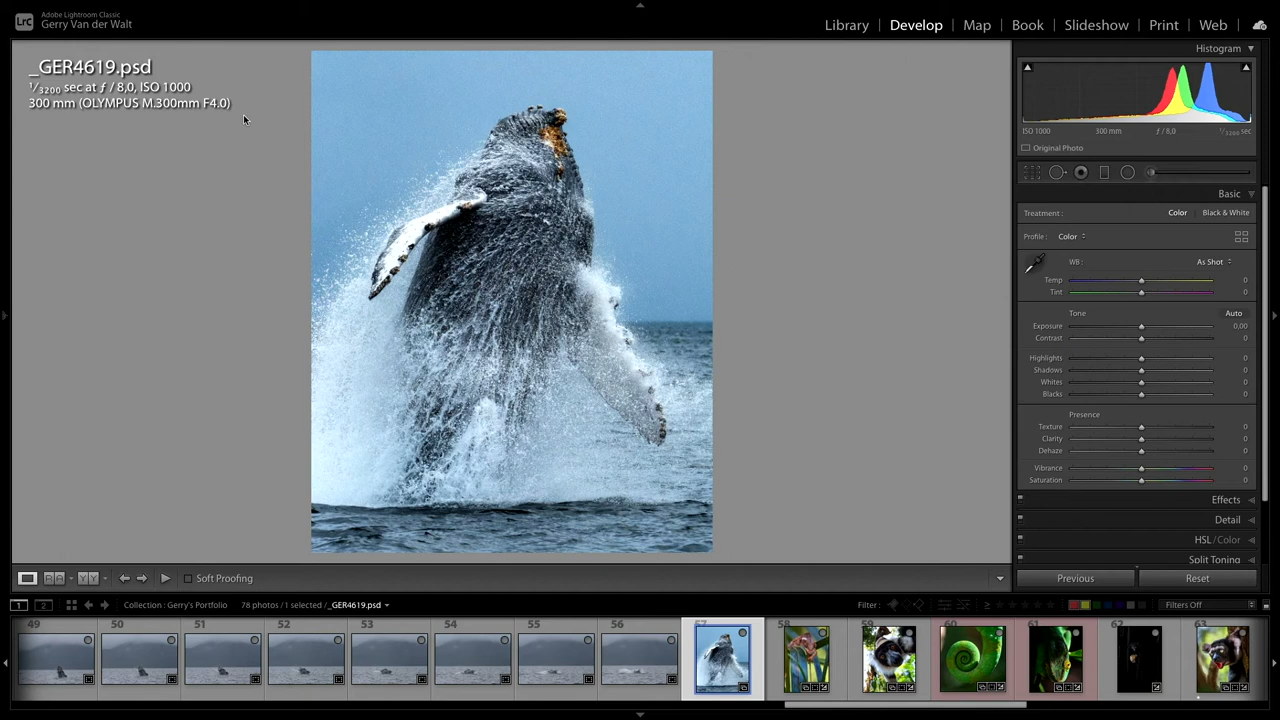 Lrc
Adobe Lightroom Classic
Gerry Van der Walt
Library | Develop | Map | Book | Slideshow | Print | Web
_GER4619.psd
1/3200 sec at ƒ / 8,0, ISO 1000
300 mm (OLYMPUS M.300mm F4.0)
Histogram
ISO 1000 300 mm ƒ / 8,0 1/3200 sec
Original Photo
Basic
Treatment : Color Black & White
Profile : Color
WB : As Shot
Temp 0
Tint 0
Tone Auto
Exposure 0,00
Contrast 0
Highlights 0
Shadows 0
Whites 0
Blacks 0
Presence
Texture 0
Clarity 0
Dehaze 0
Vibrance 0
Saturation 0
Effects
Detail
HSL / Color
Split Toning
Previous Reset
Soft Proofing
1 2 Collection : Gerry's Portfolio 78 photos / 1 selected / _GER4619.psd Filter : Filters Off
49 50 51 52 53 54 55 56 57 58 59 60 61 62 63